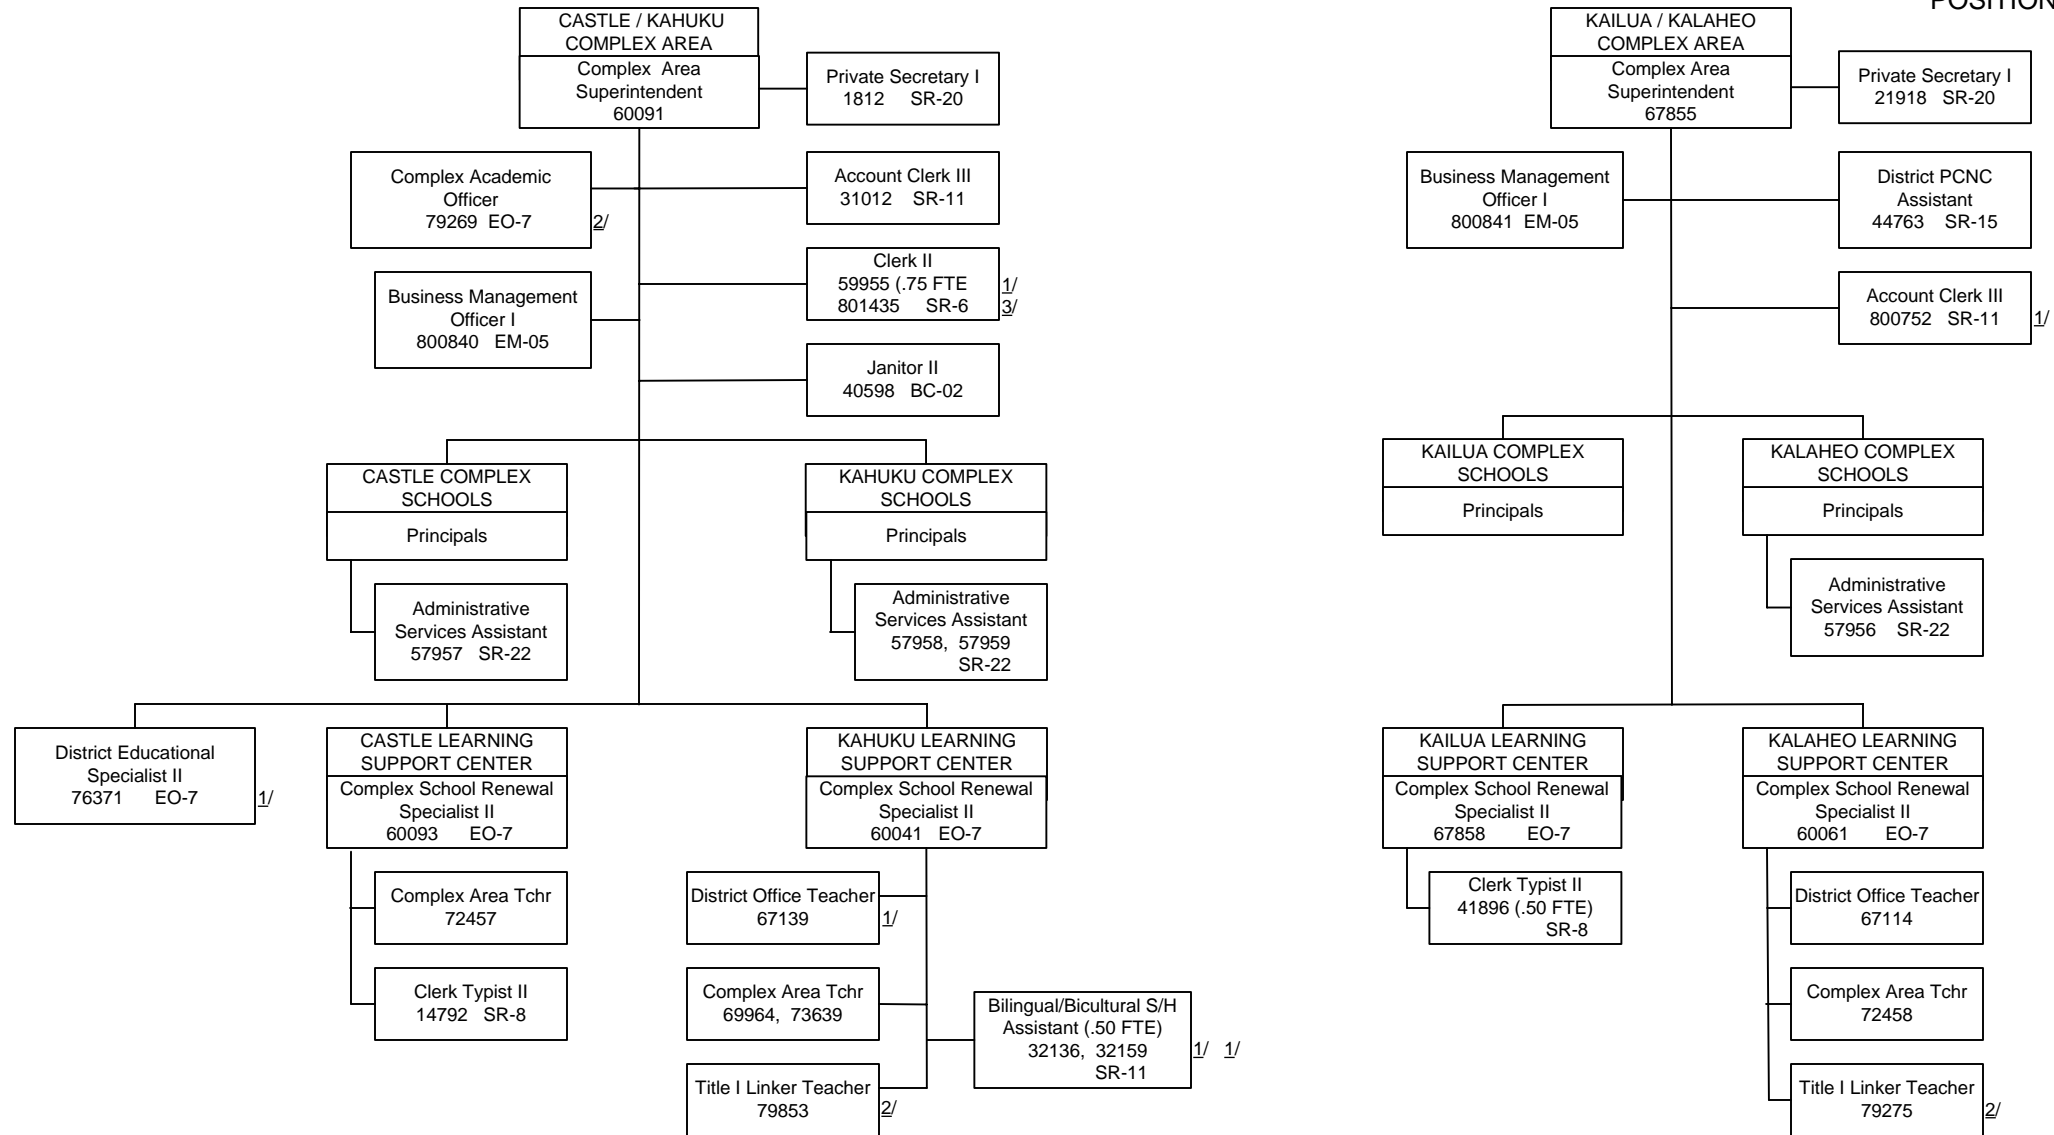 POSITION
CASTLE / KAHUKU
COMPLEX AREA
Complex Area
Superintendent
60091
Private Secretary I
1812 SR-20
Complex Academic
Officer
79269 EO-7
2/
Account Clerk III
31012 SR-11
Clerk II
59955 (.75 FTE
1/
801435 SR-6
3/
Business Management
Officer I
800840 EM-05
Janitor II
40598 BC-02
CASTLE COMPLEX
SCHOOLS
Principals
Administrative
Services Assistant
57957 SR-22
KAHUKU COMPLEX
SCHOOLS
Principals
Administrative
Services Assistant
57958, 57959
SR-22
District Educational
Specialist II
76371 EO-7
1/
CASTLE LEARNING
SUPPORT CENTER
Complex School Renewal
Specialist II
60093 EO-7
Complex Area Tchr
72457
Clerk Typist II
14792 SR-8
KAHUKU LEARNING
SUPPORT CENTER
Complex School Renewal
Specialist II
60041 EO-7
District Office Teacher
67139
1/
Complex Area Tchr
69964, 73639
Bilingual/Bicultural S/H
Assistant (.50 FTE)
32136, 32159
1/ 1/
SR-11
Title I Linker Teacher
79853
2/
KAILUA / KALAHEO
COMPLEX AREA
Complex Area
Superintendent
67855
Private Secretary I
21918 SR-20
Business Management
Officer I
800841 EM-05
District PCNC
Assistant
44763 SR-15
Account Clerk III
800752 SR-11
1/
KAILUA COMPLEX
SCHOOLS
Principals
KALAHEO COMPLEX
SCHOOLS
Principals
Administrative
Services Assistant
57956 SR-22
KAILUA LEARNING
SUPPORT CENTER
Complex School Renewal
Specialist II
67858 EO-7
Clerk Typist II
41896 (.50 FTE)
SR-8
KALAHEO LEARNING
SUPPORT CENTER
Complex School Renewal
Specialist II
60061 EO-7
District Office Teacher
67114
Complex Area Tchr
72458
Title I Linker Teacher
79275
2/